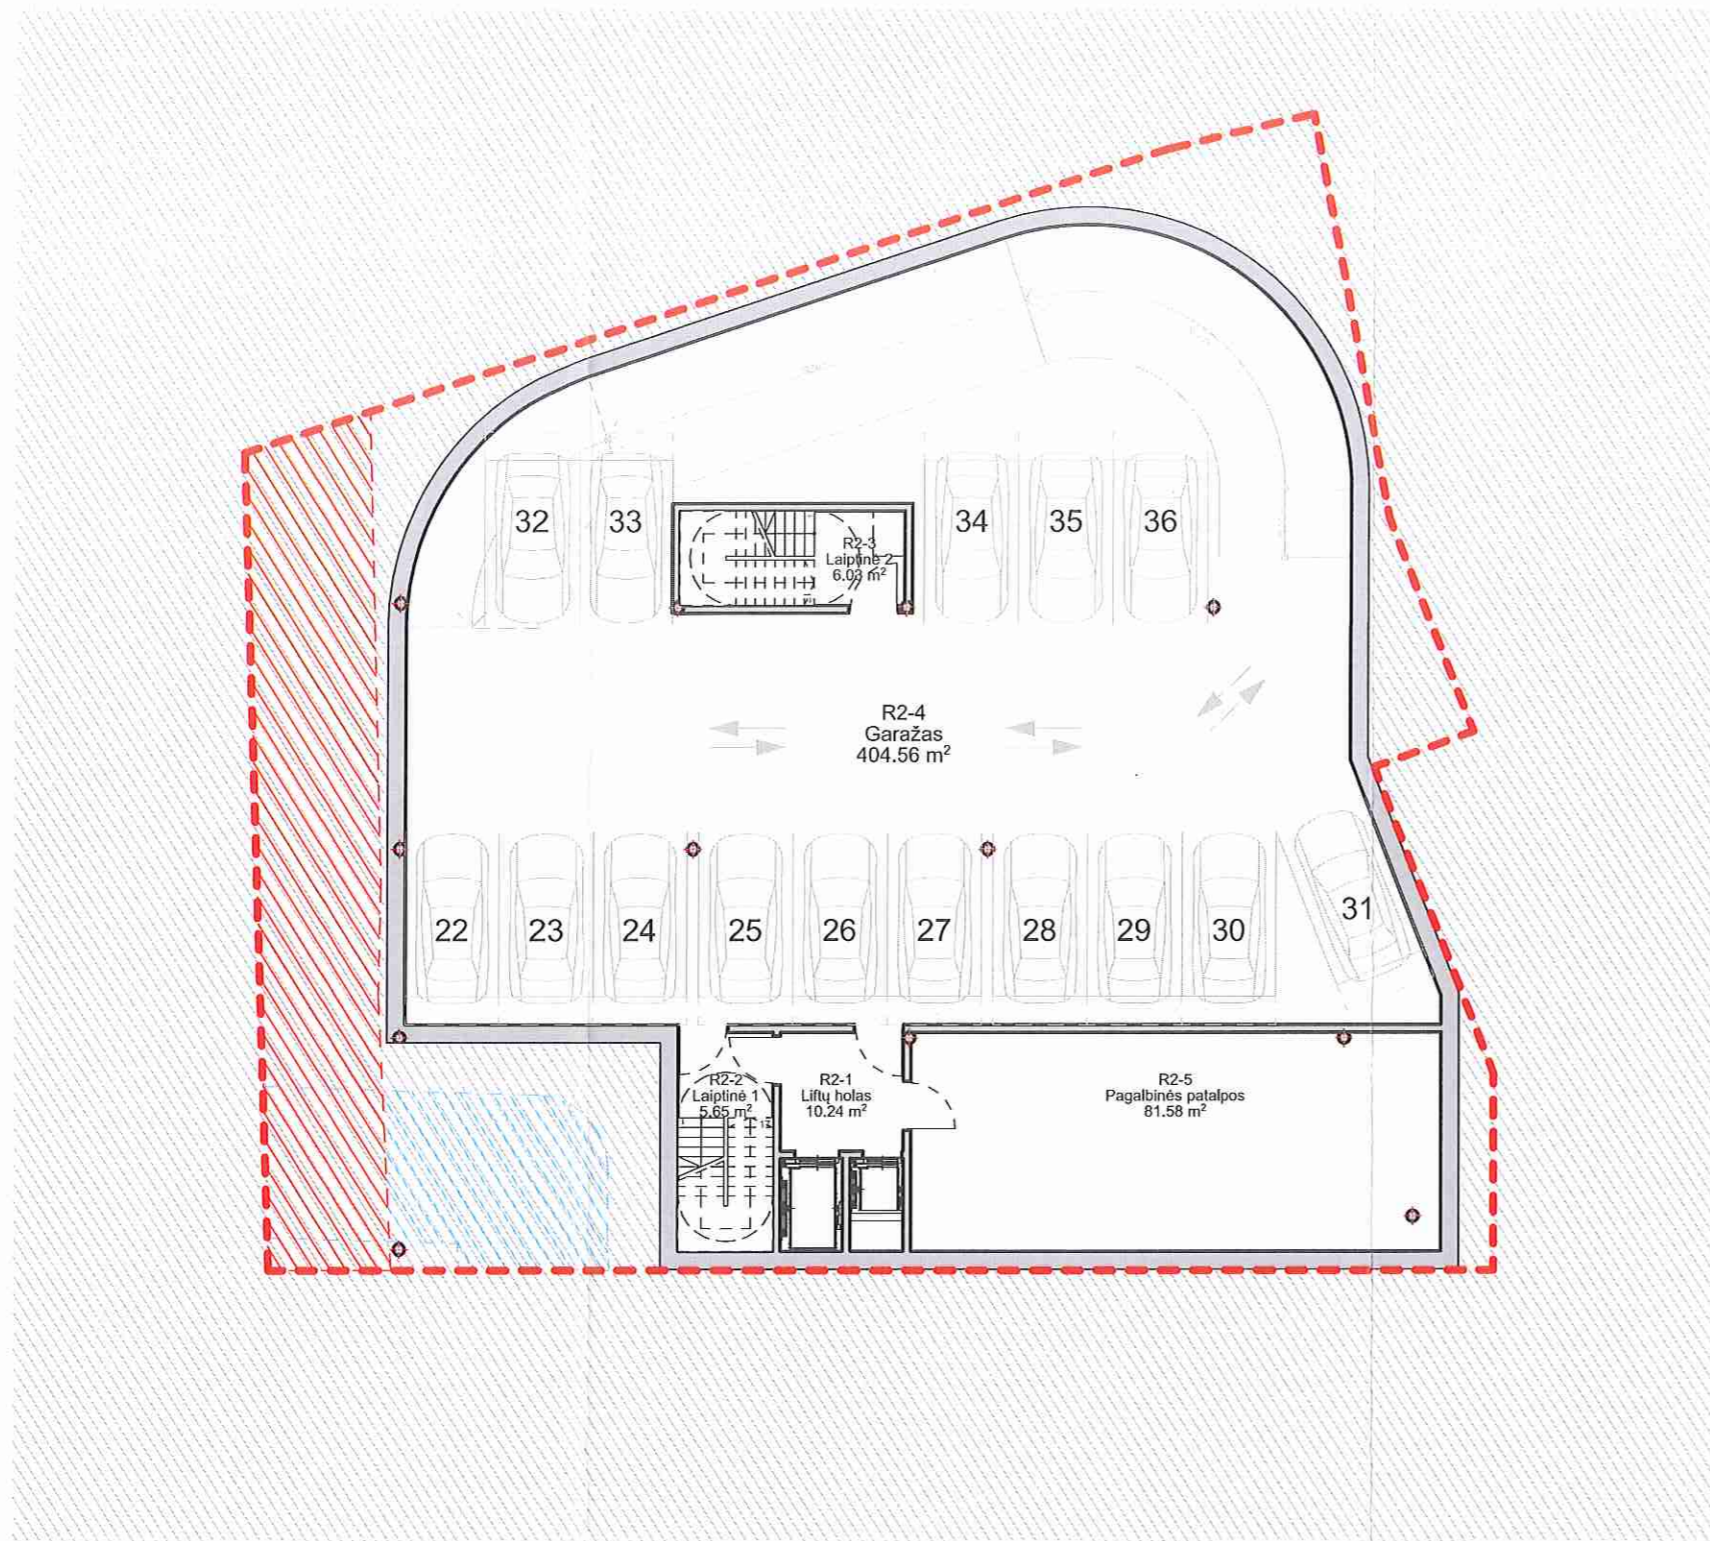 32
33
34
35
36
R2-3
Laiptinė 2
6.03 m²
R2-4
Garažas
404.56 m²
22
23
24
25
26
27
28
29
30
31
R2-2
Laiptinė 1
5.65 m²
17
R2-1
Liftų holas
10.24 m²
R2-5
Pagalbinės patalpos
81.58 m²